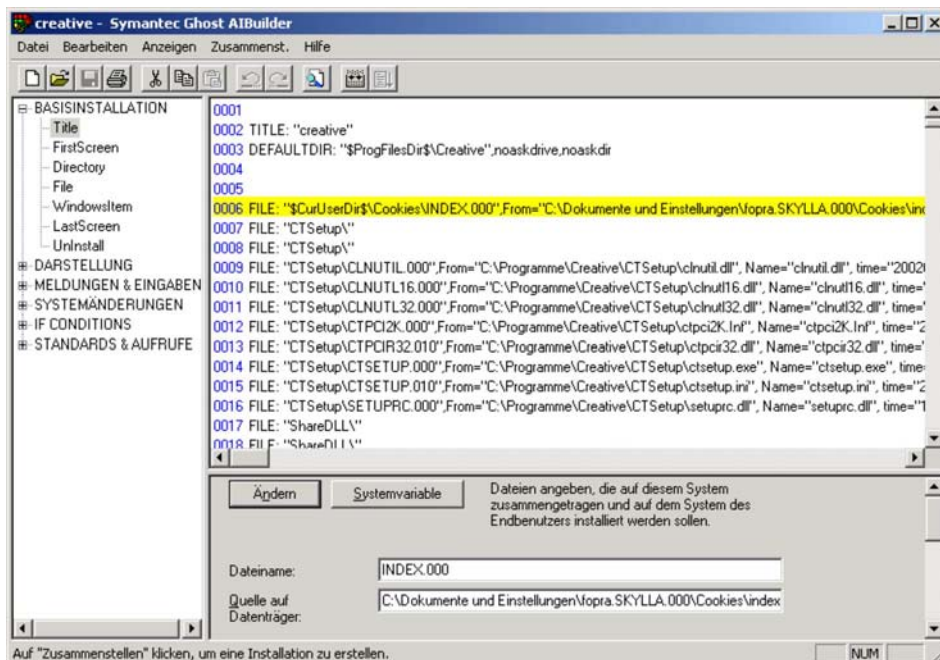 creative - Symantec Ghost AIBuilder
Datei Bearbeiten Anzeigen Zusammenst. Hilfe
BASISINSTALLATION
Title
FirstScreen
Directory
File
WindowsItem
LastScreen
UnInstall
DARSTELLUNG
MELDUNGEN & EINGABEN
SYSTEMÄNDERUNGEN
IF CONDITIONS
STANDARDS & AUFRUFE
0001
0002 TITLE: "creative"
0003 DEFAULTDIR: "$ProgFilesDir$\Creative",noaskdrive,noaskdir
0004
0005
0006 FILE: "$CurUserDir$\Cookies\INDEX.000",From="C:\Dokumente und Einstellungen\fopra.SKYLLA.000\Cookies\inc
0007 FILE: "CTSetup\"
0008 FILE: "CTSetup\"
0009 FILE: "CTSetup\CLNUTIL.000",From="C:\Programme\Creative\CTSetup\clnutil.dll", Name="clnutil.dll", time="2002
0010 FILE: "CTSetup\CLNUTL16.000",From="C:\Programme\Creative\CTSetup\clnutl16.dll", Name="clnutl16.dll", time="
0011 FILE: "CTSetup\CLNUTL32.000",From="C:\Programme\Creative\CTSetup\clnutl32.dll", Name="clnutl32.dll", time="
0012 FILE: "CTSetup\CTPCI2K.000",From="C:\Programme\Creative\CTSetup\ctpci2K.Inf", Name="ctpci2K.Inf", time="2
0013 FILE: "CTSetup\CTPCIR32.010",From="C:\Programme\Creative\CTSetup\ctpcir32.dll", Name="ctpcir32.dll", time="
0014 FILE: "CTSetup\CTSETUP.000",From="C:\Programme\Creative\CTSetup\ctsetup.exe", Name="ctsetup.exe", time
0015 FILE: "CTSetup\CTSETUP.010",From="C:\Programme\Creative\CTSetup\ctsetup.ini", Name="ctsetup.ini", time="2
0016 FILE: "CTSetup\SETUPRC.000",From="C:\Programme\Creative\CTSetup\setuprc.dll", Name="setuprc.dll", time="1
0017 FILE: "ShareDLL\"
0018 FILE: "ShareDLL\"
Ändern
Systemvariable
Dateien angeben, die auf diesem System
zusammengetragen und auf dem System des
Endbenutzers installiert werden sollen.
Dateiname:
INDEX.000
Quelle auf
Datenträger:
C:\Dokumente und Einstellungen\fopra.SKYLLA.000\Cookies\index
Auf "Zusammenstellen" klicken, um eine Installation zu erstellen.
NUM